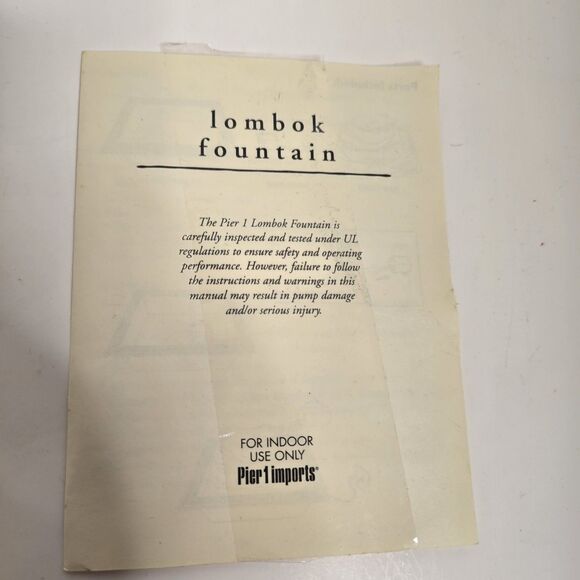 lombok
fountain
The Pier 1 Lombok Fountain is
carefully inspected and tested under UL
regulations to ensure safety and operating
performance. However, failure to follow
the instructions and warnings in this
manual may result in pump damage
and/or serious injury.
FOR INDOOR
USE ONLY
Pier 1 imports®